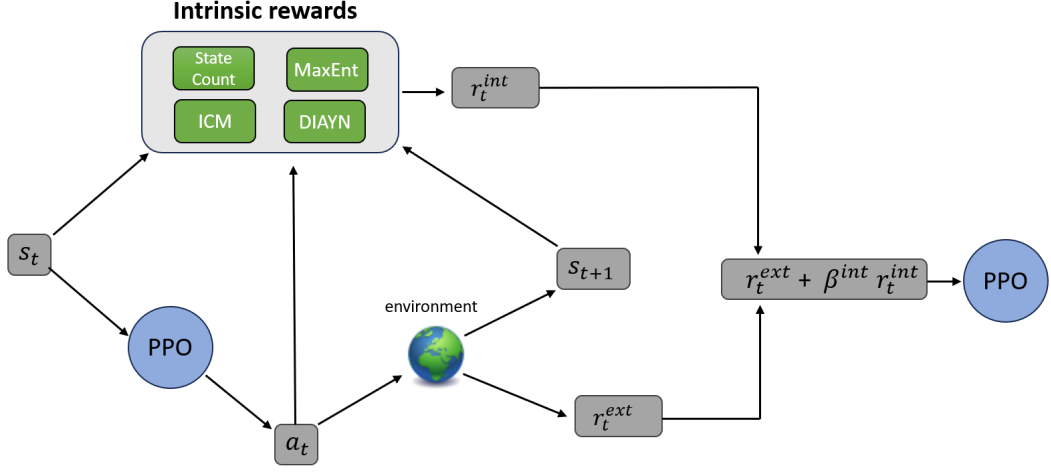 Intrinsic rewards
State
Count
MaxEnt
ICM
DIAYN
r_t^{int}
s_t
s_{t+1}
r_t^{ext} + β^{int} r_t^{int}
PPO
environment
PPO
r_t^{ext}
a_t